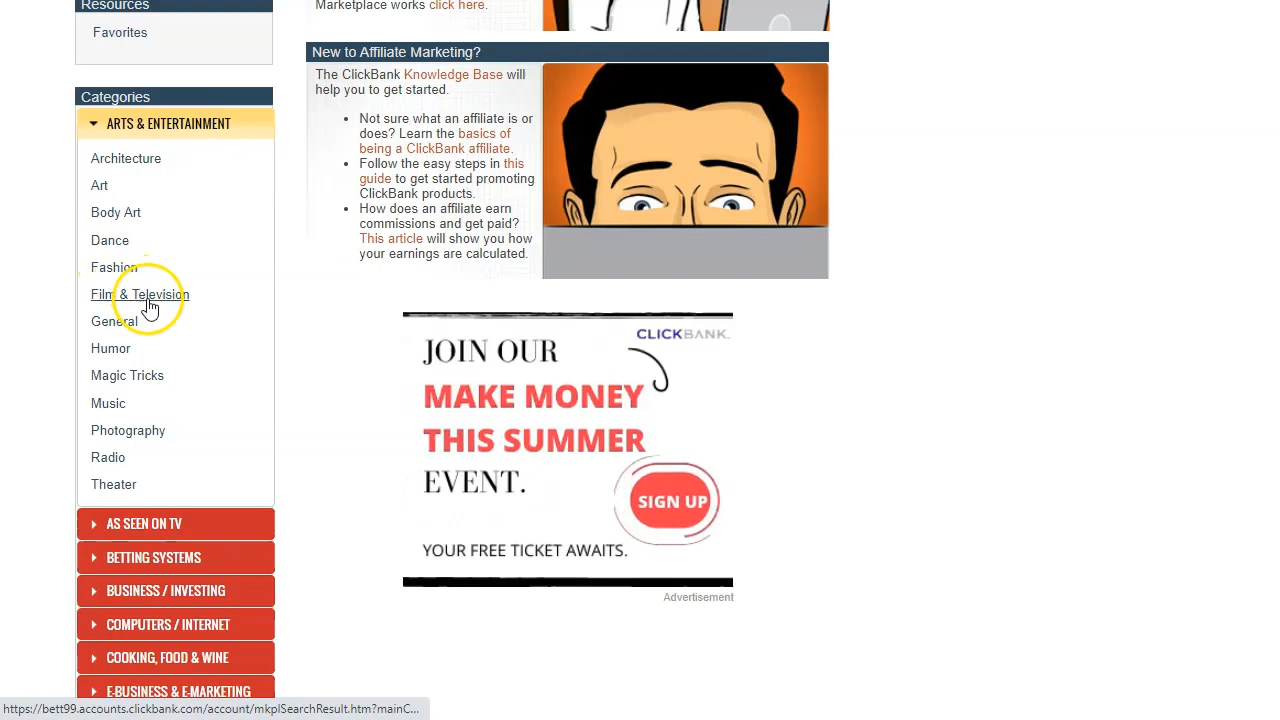 Resources
Favorites
Categories
ARTS & ENTERTAINMENT
Architecture
Art
Body Art
Dance
Fashion
Film & Television
General
Humor
Magic Tricks
Music
Photography
Radio
Theater
AS SEEN ON TV
BETTING SYSTEMS
BUSINESS / INVESTING
COMPUTERS / INTERNET
COOKING, FOOD & WINE
E-BUSINESS & E-MARKETING
Marketplace works click here.
New to Affiliate Marketing?
The ClickBank Knowledge Base will
help you to get started.
Not sure what an affiliate is or
does? Learn the basics of
being a ClickBank affiliate.
Follow the easy steps in this
guide to get started promoting
ClickBank products.
How does an affiliate earn
commissions and get paid?
This article will show you how
your earnings are calculated.
CLICKBANK.
JOIN OUR
MAKE MONEY
THIS SUMMER
EVENT.
SIGN UP
YOUR FREE TICKET AWAITS.
Advertisement
https://bett99.accounts.clickbank.com/account/mkplSearchResult.htm?mainC...